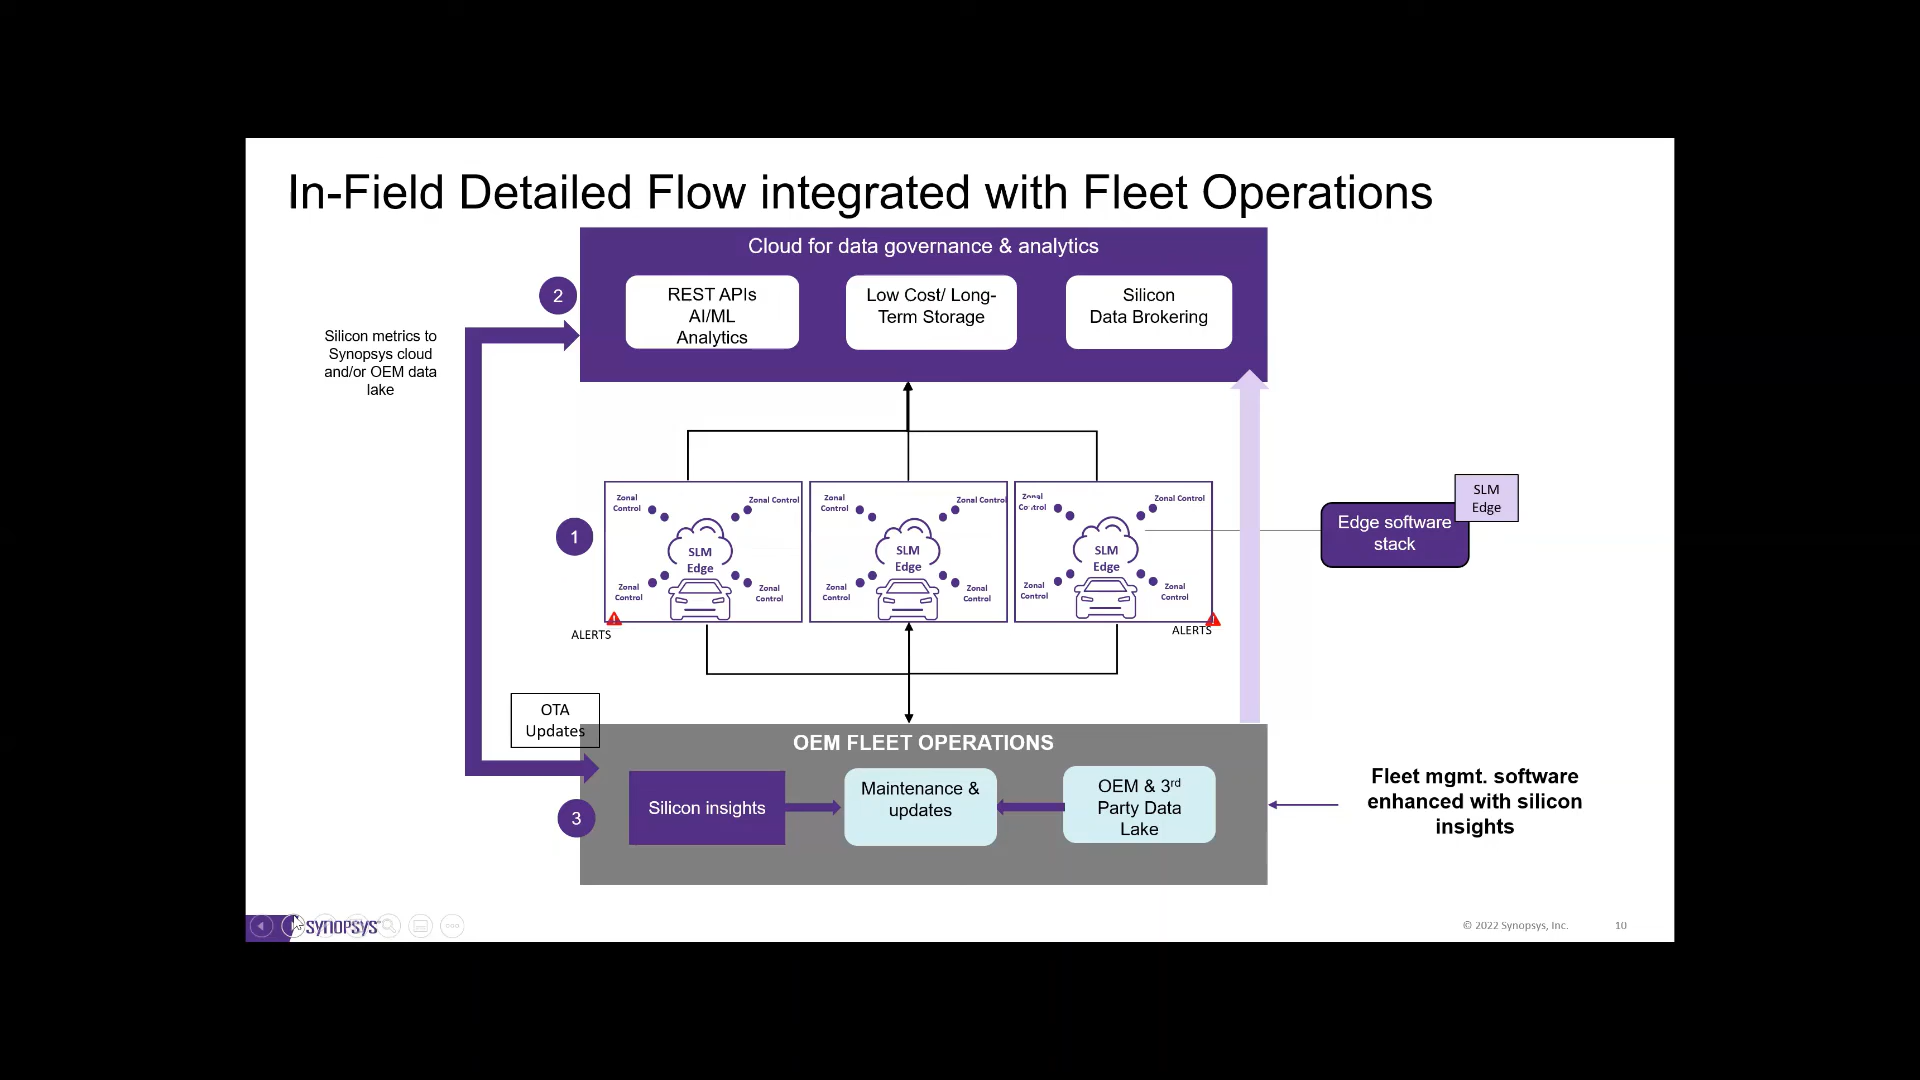 In-Field Detailed Flow integrated with Fleet Operations
Cloud for data governance & analytics
2
REST APIs
AI/ML
Analytics
Low Cost/ Long-
Term Storage
Silicon
Data Brokering
Silicon metrics to
Synopsys cloud
and/or OEM data
lake
1
Zonal
Control
Zonal Control
SLM
Edge
Zonal
Control
Zonal
Control
Zonal
Control
Zonal Control
SLM
Edge
Zonal
Control
Zonal
Control
Zonal
Control
Zonal Control
SLM
Edge
Zonal
Control
Zonal
Control
ALERTS
ALERTS
SLM
Edge
Edge software
stack
OTA
Updates
OEM FLEET OPERATIONS
3
Silicon insights
Maintenance &
updates
OEM & 3rd
Party Data
Lake
Fleet mgmt. software
enhanced with silicon
insights
SYNOPSYS
© 2022 Synopsys, Inc.
10